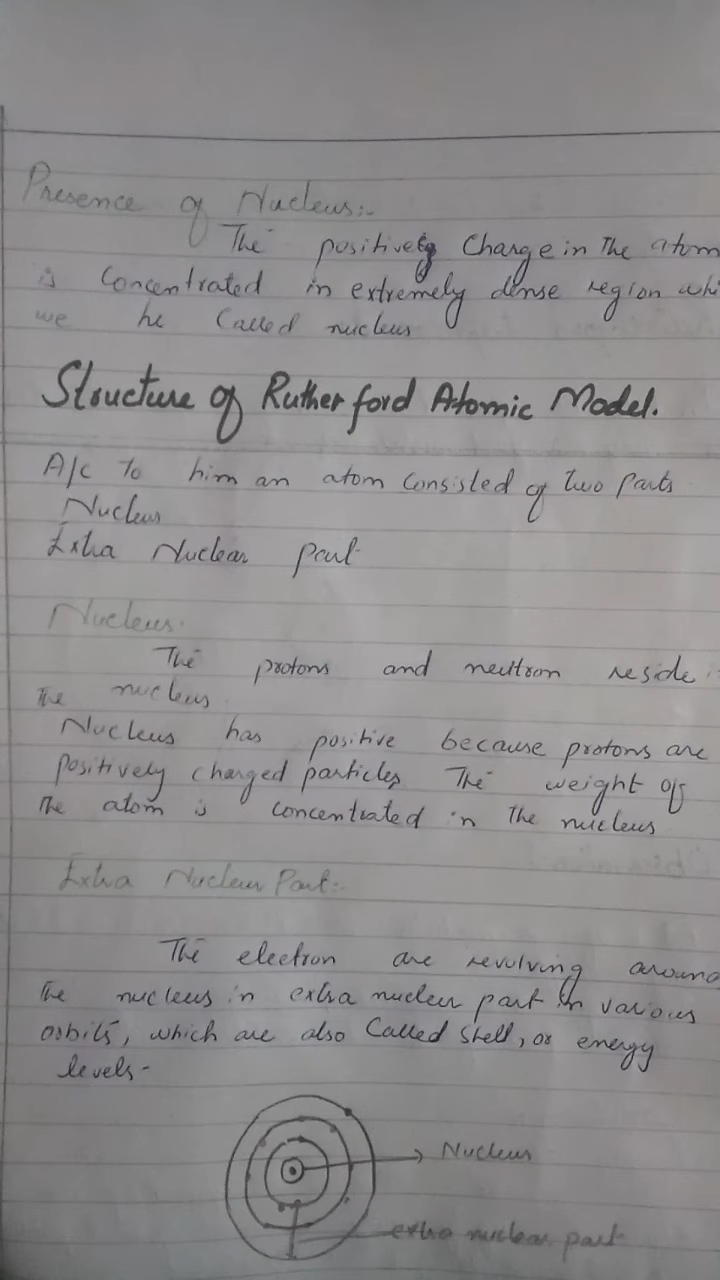 Presence of Nucleus:-
The positively Charge in The atom
is Concentrated in extremely dense region whi
we he Called nucleus
Structure of Rutherford Atomic Model.
A/c to him an atom consisted of two parts
Nucleus
Extra Nuclear part
Nucleus.
The protons and neutron reside
The nucleus
Nucleus has positive because protons are
positively charged particles The weight of
The atom is concentrated in The nucleus
Extra Nuclear Part:-
The electron are revolving around
The nucleus in extra nuclear part in various
orbits, which are also Called shell, or energy
levels-
Nucleus
extra nuclear part